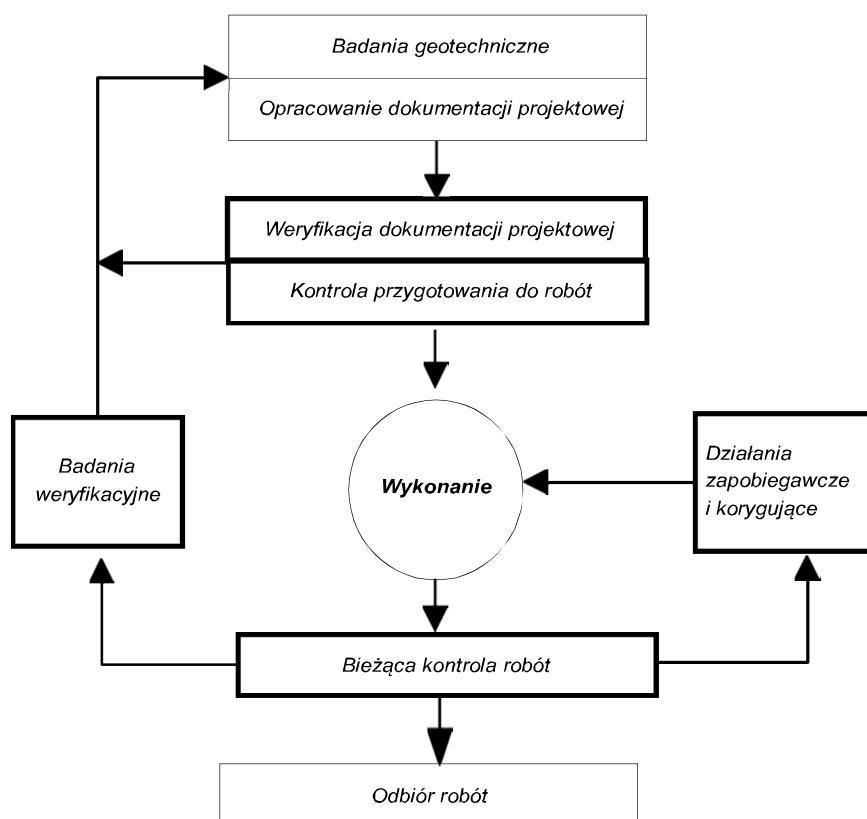 Badania geotechniczne
Opracowanie dokumentacji projektowej
Weryfikacja dokumentacji projektowej
Kontrola przygotowania do robót
Badania
weryfikacyjne
Wykonanie
Działania
zapobiegawcze
i korygujące
Bieżąca kontrola robót
Odbiór robót